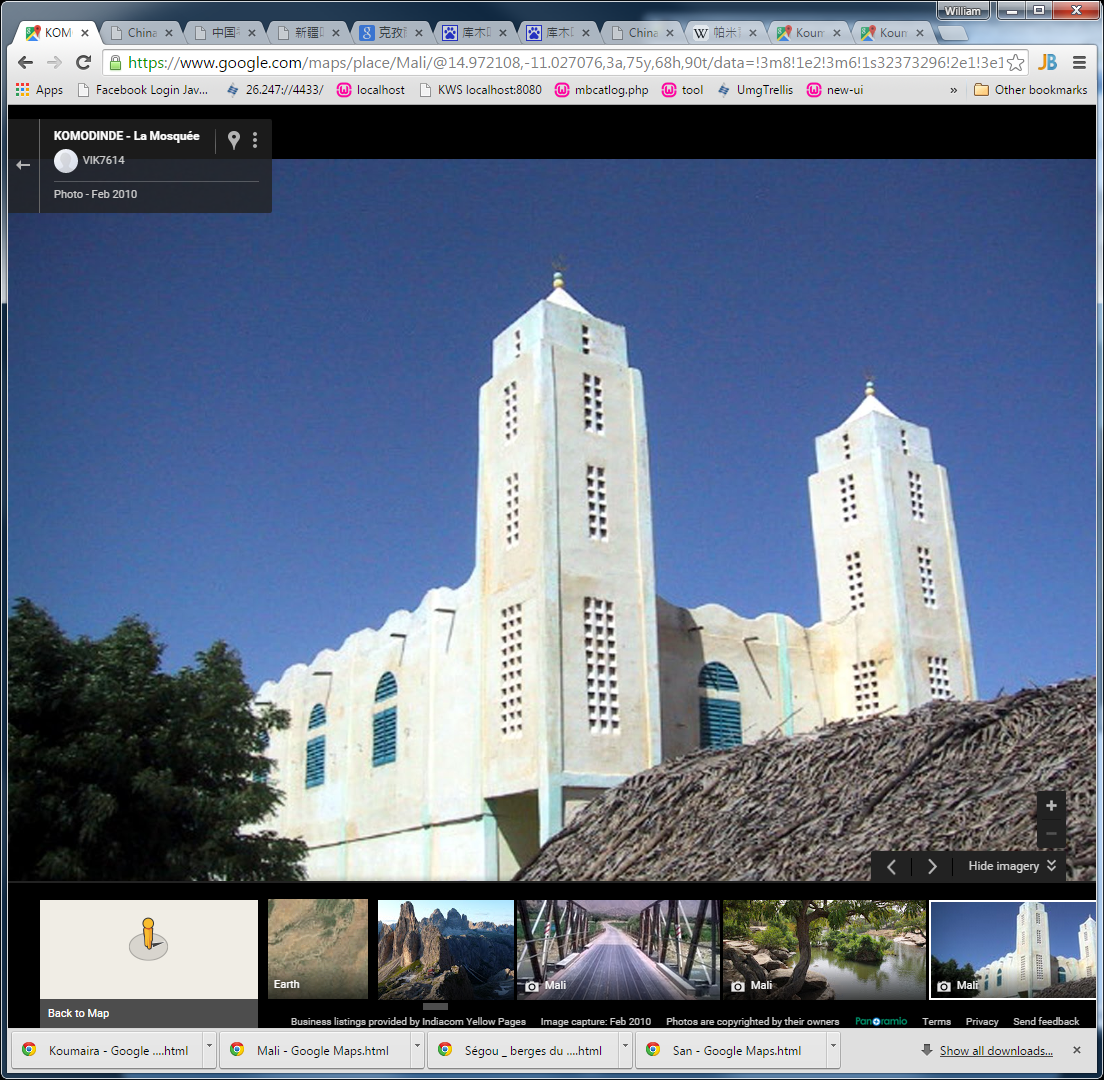 William
KOM
China
中国
新疆
克孜
库木
库木
China
W 帕米
Koum
Koun
https://www.google.com/maps/place/Mali/@14.972108,-11.027076,3a,75y,68h,90t/data=!3m8!1e2!3m6!1s32373296!2e1!3e1
JB
Apps
Facebook Login Jav...
26.247://4433/
localhost
KWS localhost:8080
mbcatlog.php
tool
UmgTrellis
new-ui
»
Other bookmarks
KOMODINDE - La Mosquée
VIK7614
Photo - Feb 2010
+
−
Hide imagery
Back to Map
Earth
Mali
Mali
Mali
Business listings provided by Indiacom Yellow Pages
Image capture: Feb 2010
Photos are copyrighted by their owners
Panoramio
Terms
Privacy
Send feedback
Koumaira - Google ....html
Mali - Google Maps.html
Ségou _ berges du ....html
San - Google Maps.html
Show all downloads...